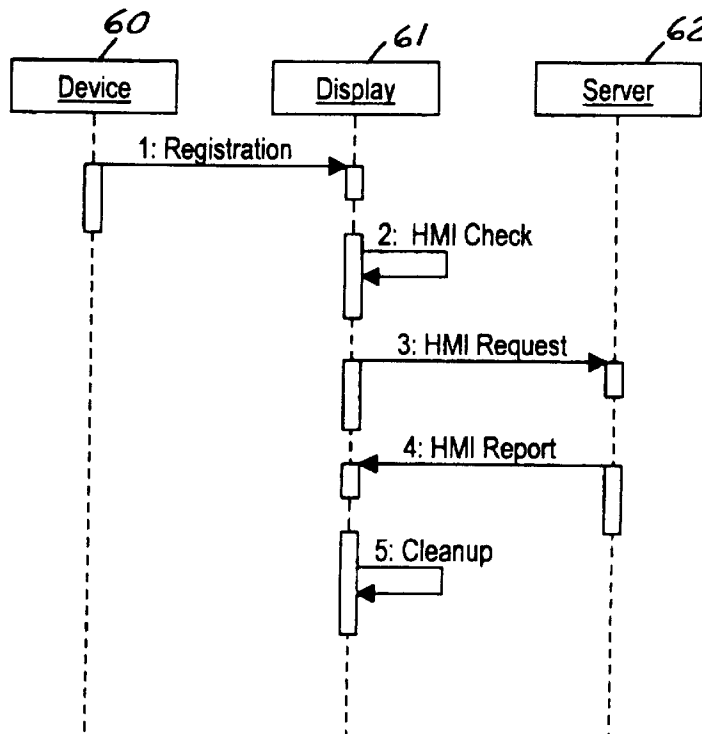 60
61
62
Device
Display
Server
1: Registration
2: HMI Check
3: HMI Request
4: HMI Report
5: Cleanup